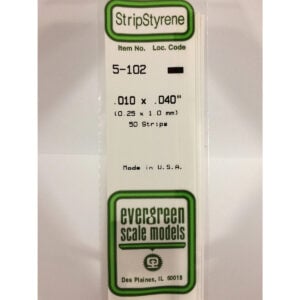 StripStyrene
Item No. Loc. Code
5-102
.010 x .040"
(0.25 x 1.0 mm)
50 Strips
Made in U.S.A.
evergreen
scale models
Des Plaines, IL 60018